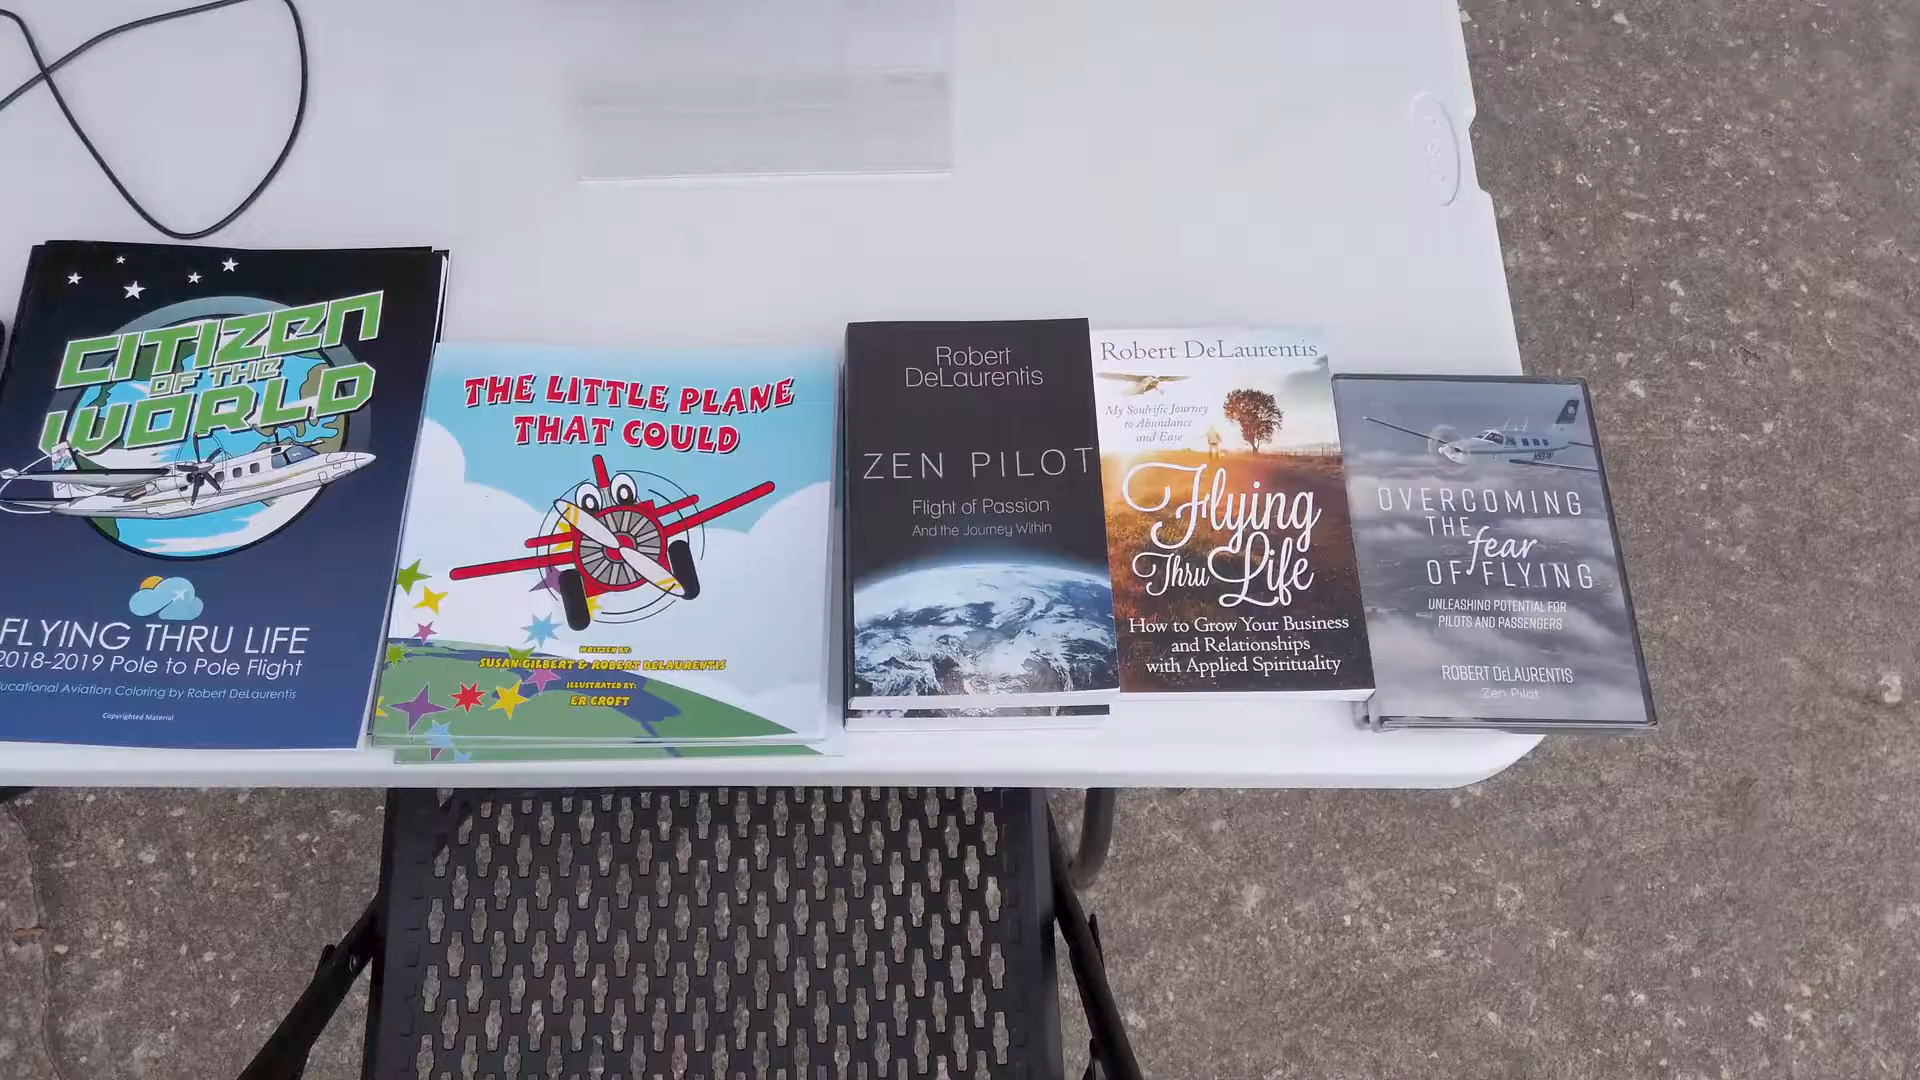 CITIZEN
OF THE
WORLD
FLYING THRU LIFE
2018-2019 Pole to Pole Flight
Educational Aviation Coloring by Robert DeLaurentis
Copyrighted Material
THE LITTLE PLANE
THAT COULD
WRITTEN BY:
SUSAN GILBERT & ROBERT DELAURENTIS
ILLUSTRATED BY:
ER CROFT
Robert
DeLaurentis
ZEN PILOT
Flight of Passion
And the Journey Within
Robert DeLaurentis
My Soulrific Journey
to Abundance
and Ease
Flying
Thru Life
How to Grow Your Business
and Relationships
with Applied Spirituality
OVERCOMING
THE
fear
OF FLYING
UNLEASHING POTENTIAL FOR
PILOTS AND PASSENGERS
ROBERT DeLAURENTIS
Zen Pilot